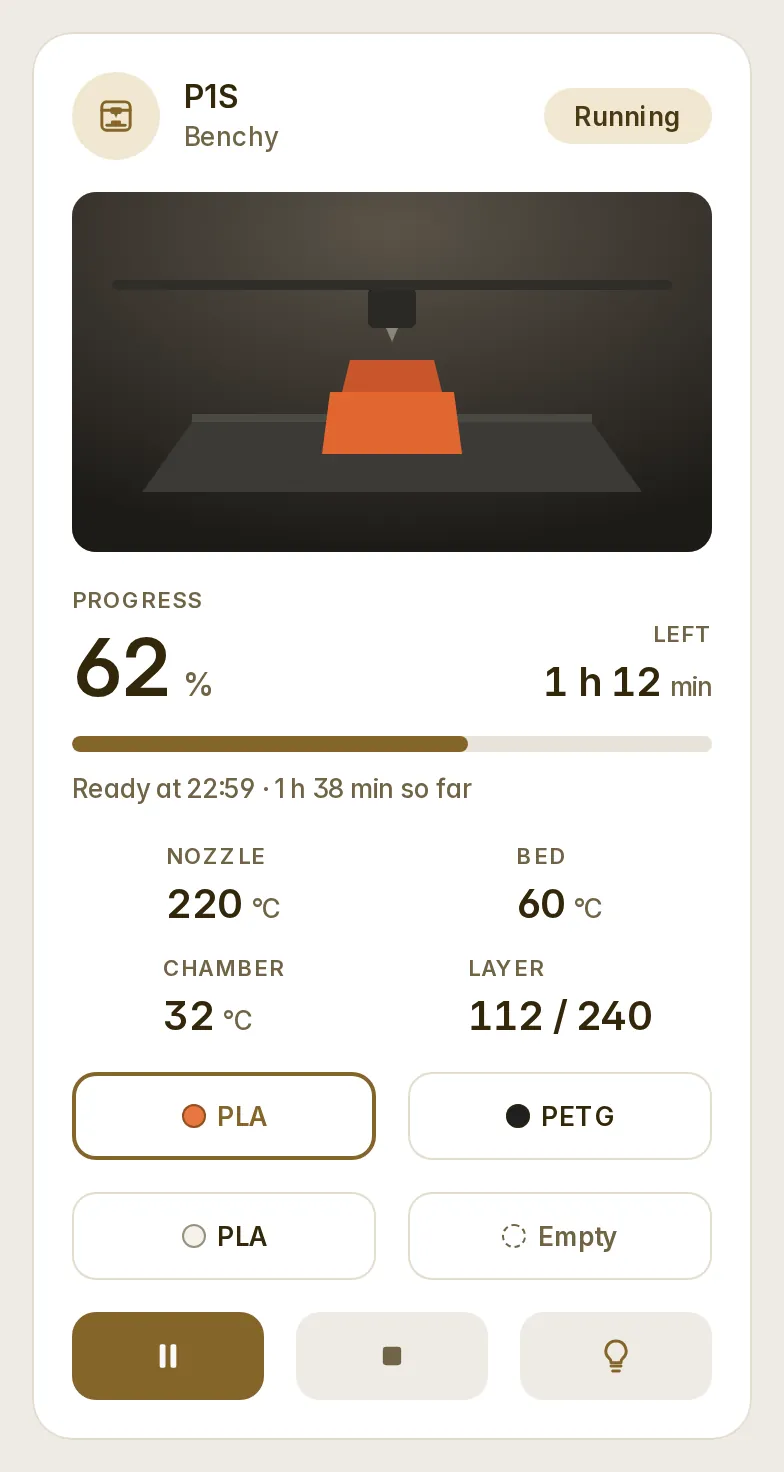 P1S
Benchy
Running
PROGRESS
62 %
LEFT
1 h 12 min
Ready at 22:59 · 1 h 38 min so far
NOZZLE
220 °C
BED
60 °C
CHAMBER
32 °C
LAYER
112 / 240
PLA
PETG
PLA
Empty